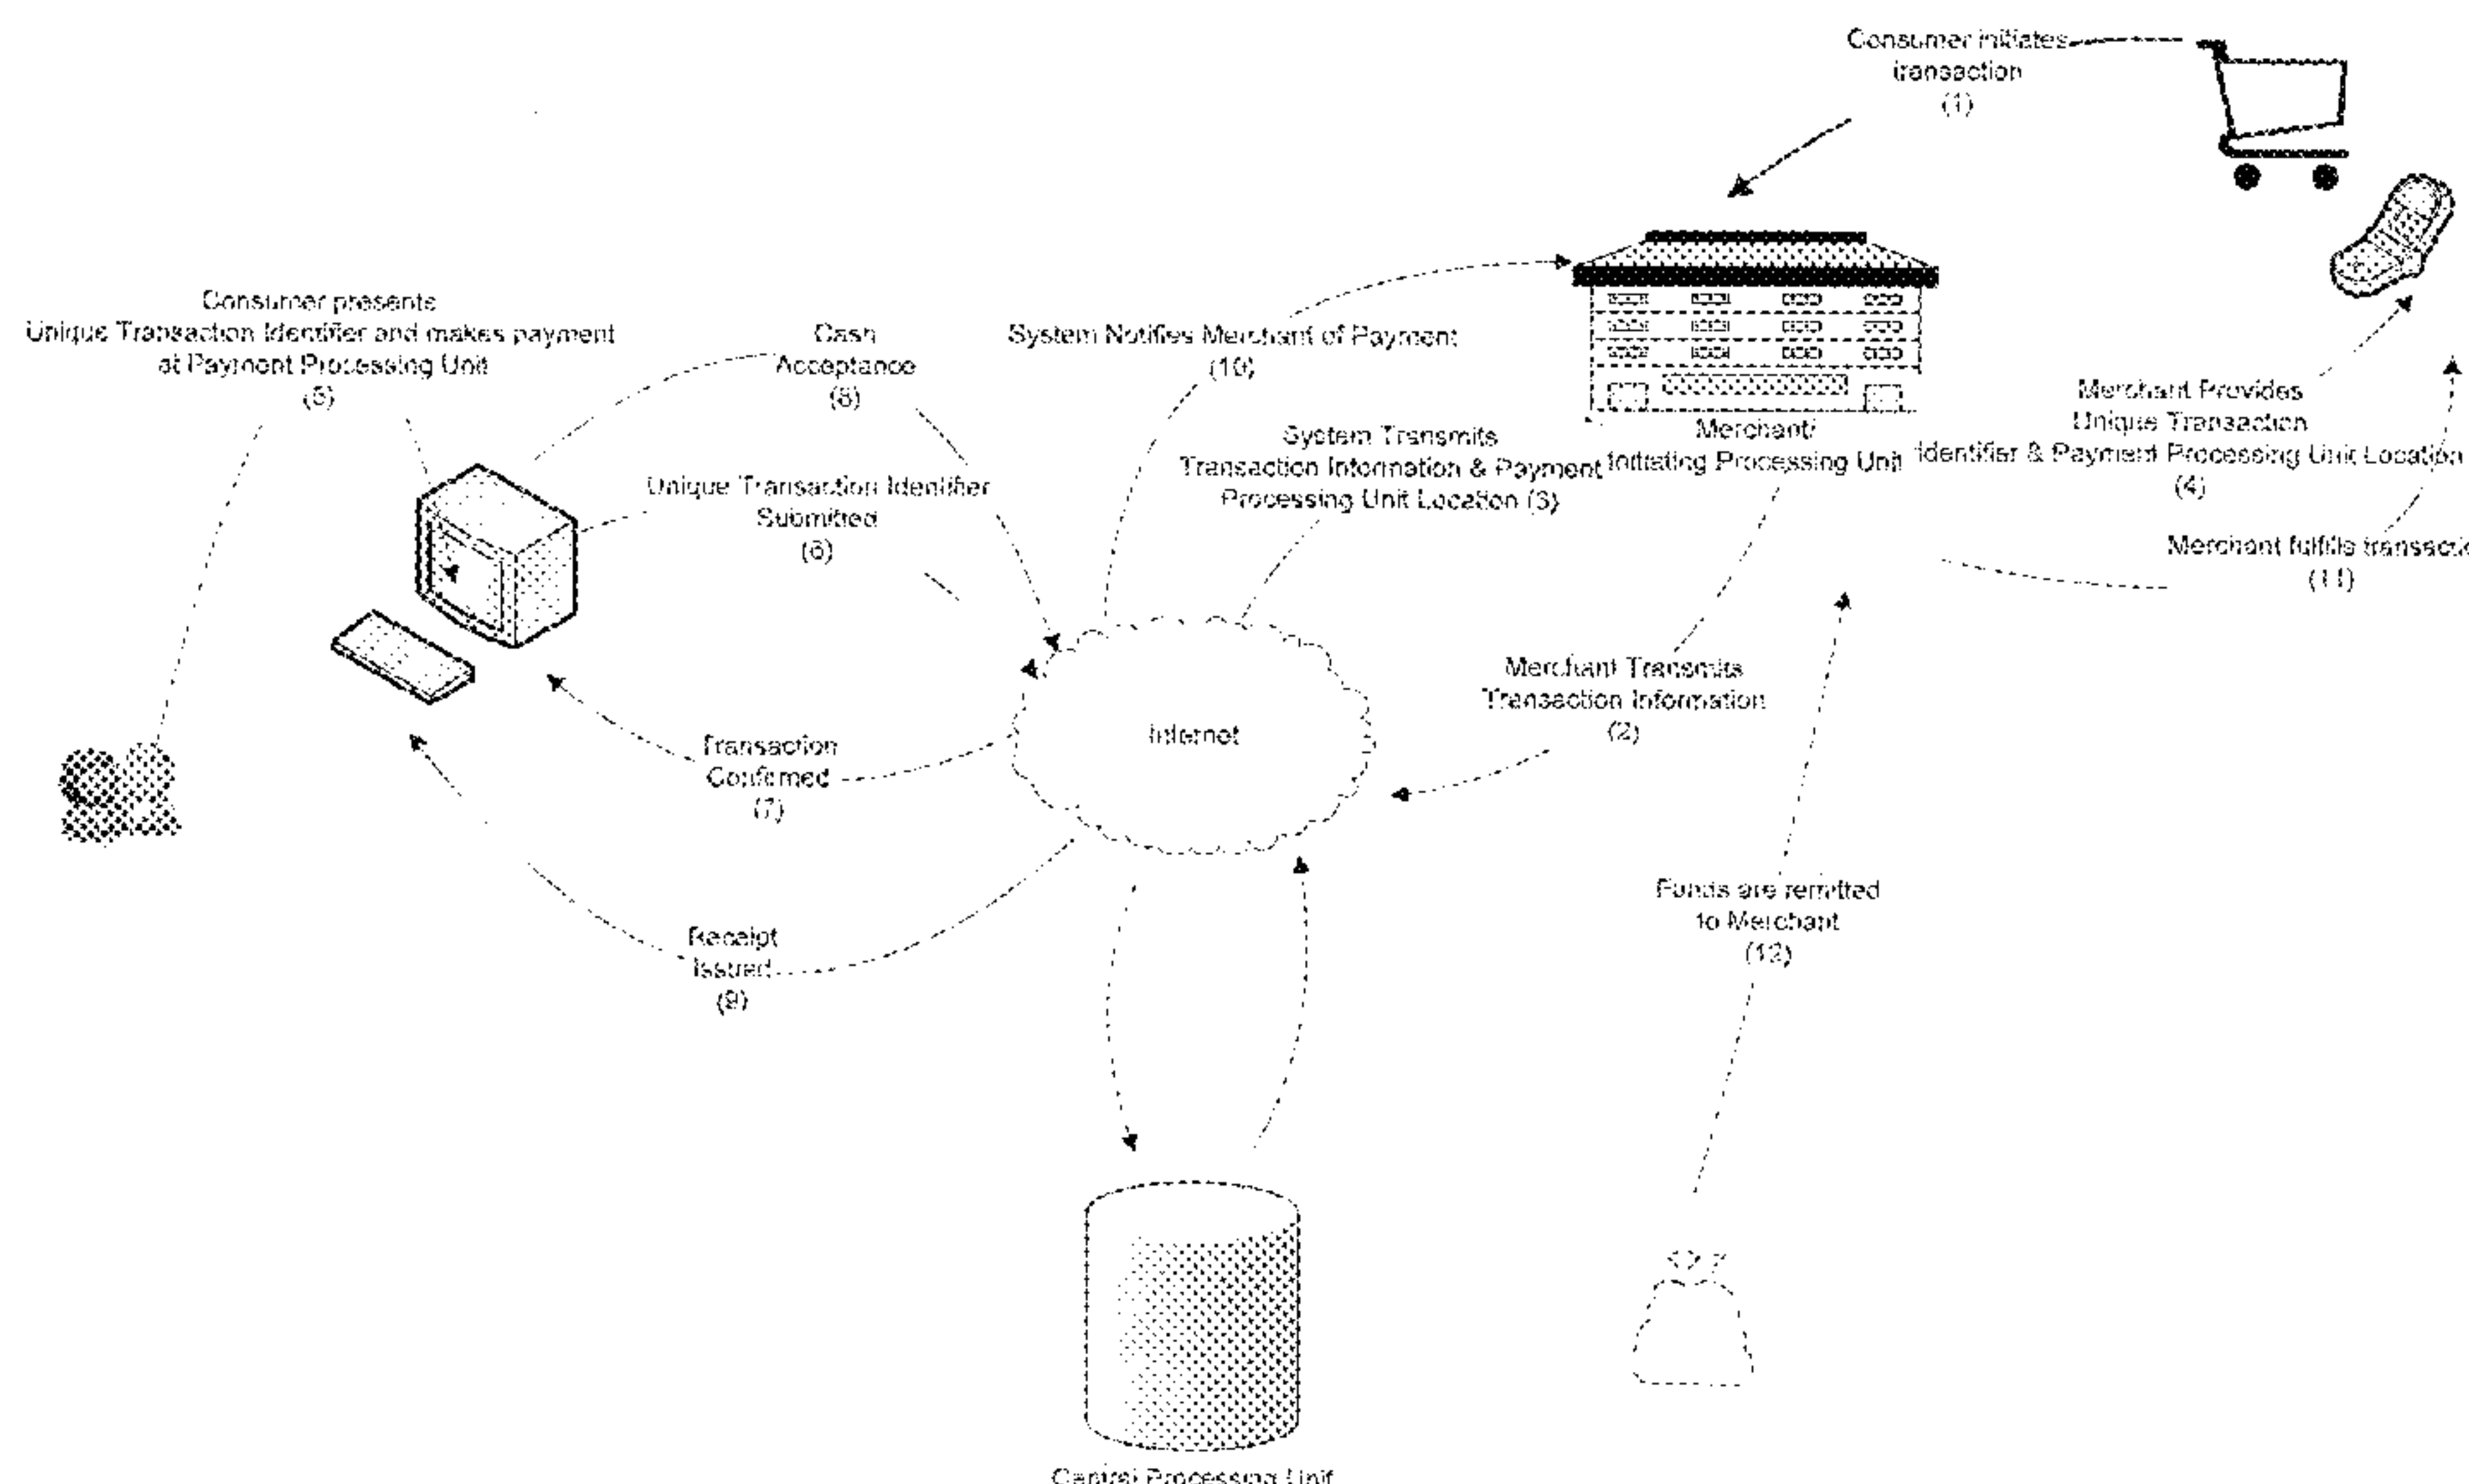 Consumer initiates
transaction
(1)
Consumer presents
Unique Transaction Identifier and makes payment
at Payment Processing Unit
(5)
Cash
Acceptance
(8)
System Notifies Merchant of Payment
(10)
Unique Transaction Identifier
Submitted
(6)
System Transmits
Transaction Information & Payment
Processing Unit Location (3)
Merchant/
Initiating Processing Unit
Merchant Provides
Unique Transaction
Identifier & Payment Processing Unit Location
(4)
Merchant fulfills transactio
(11)
Merchant Transmits
Transaction Information
(2)
Internet
Transaction
Confirmed
(7)
Funds are remitted
to Merchant
(12)
Receipt
Issued
(9)
Central Processing Unit